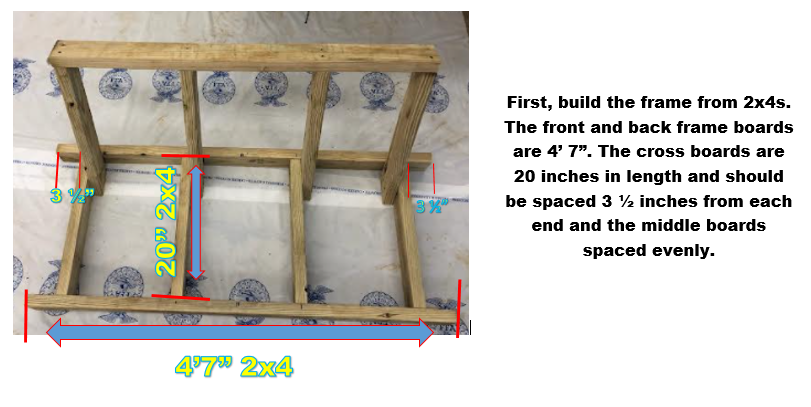 First, build the frame from 2x4s.
The front and back frame boards
are 4’ 7”. The cross boards are
20 inches in length and should
be spaced 3 ½ inches from each
end and the middle boards
spaced evenly.
3 ½”
20” 2x4
3 ½”
4’7” 2x4